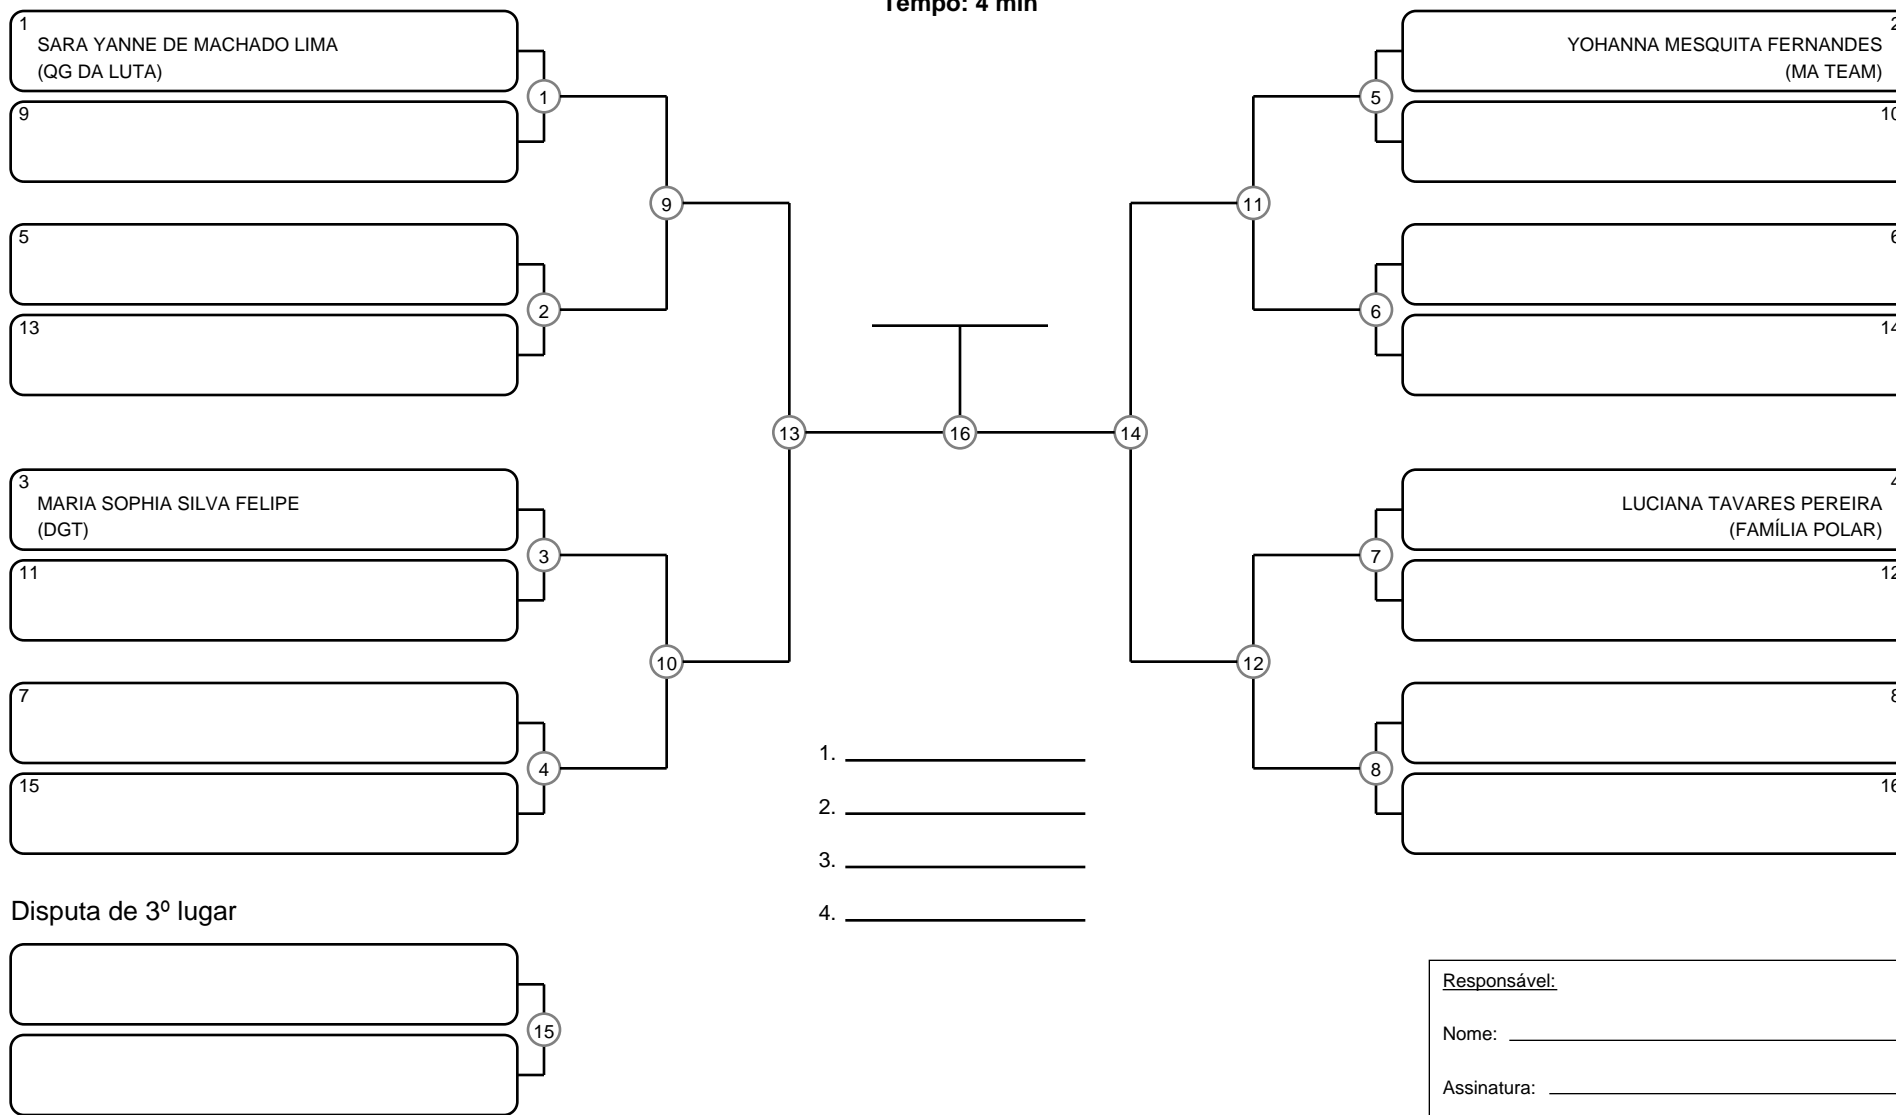 Tempo: 4 min
1
SARA YANNE DE MACHADO LIMA
(QG DA LUTA)
9
1
5
13
2
9
3
MARIA SOPHIA SILVA FELIPE
(DGT)
11
3
7
15
4
10
13
16
14
2
YOHANNA MESQUITA FERNANDES
(MA TEAM)
10
5
6
14
6
11
4
LUCIANA TAVARES PEREIRA
(FAMÍLIA POLAR)
12
7
8
16
8
12
1.
2.
3.
4.
Disputa de 3º lugar
15
Responsável:
Nome:
Assinatura: